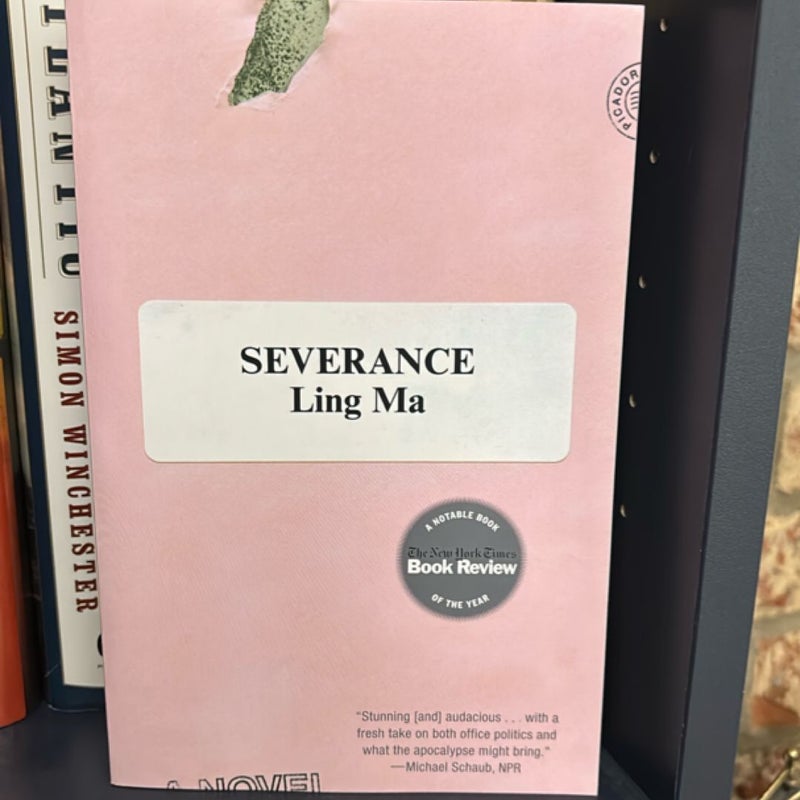 PICADOR
SEVERANCE
Ling Ma
A NOTABLE BOOK
The New York Times
Book Review
OF THE YEAR
“Stunning [and] audacious . . . with a
fresh take on both office politics and
what the apocalypse might bring.”
—Michael Schaub, NPR
A NOVEL
SIMON WINCHESTER